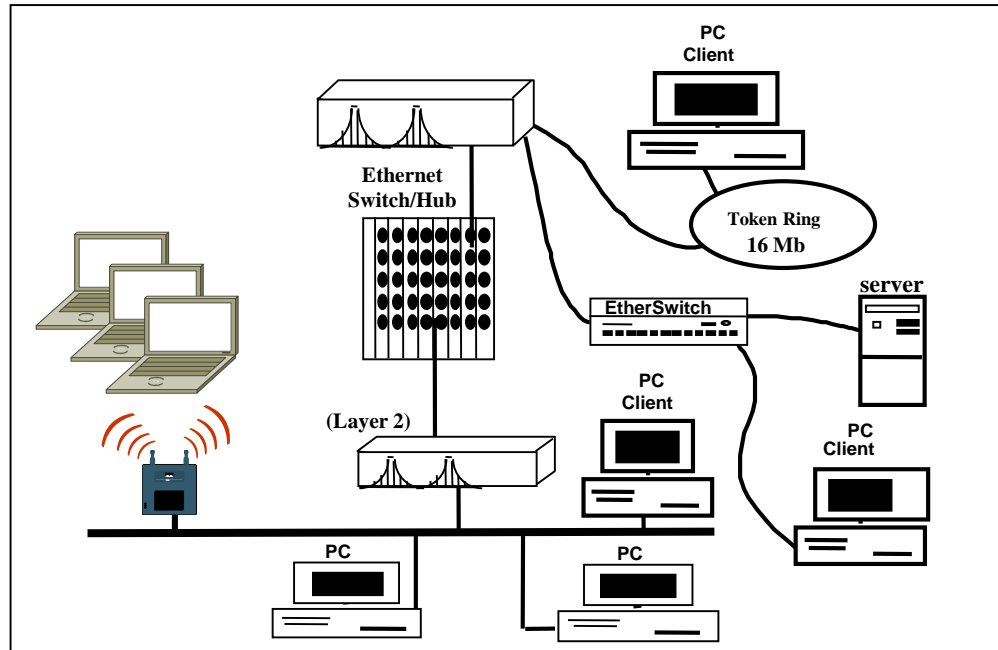 PC
Client
Ethernet
Switch/Hub
Token Ring
16 Mb
server
EtherSwitch
PC
Client
(Layer 2)
PC
Client
PC
PC